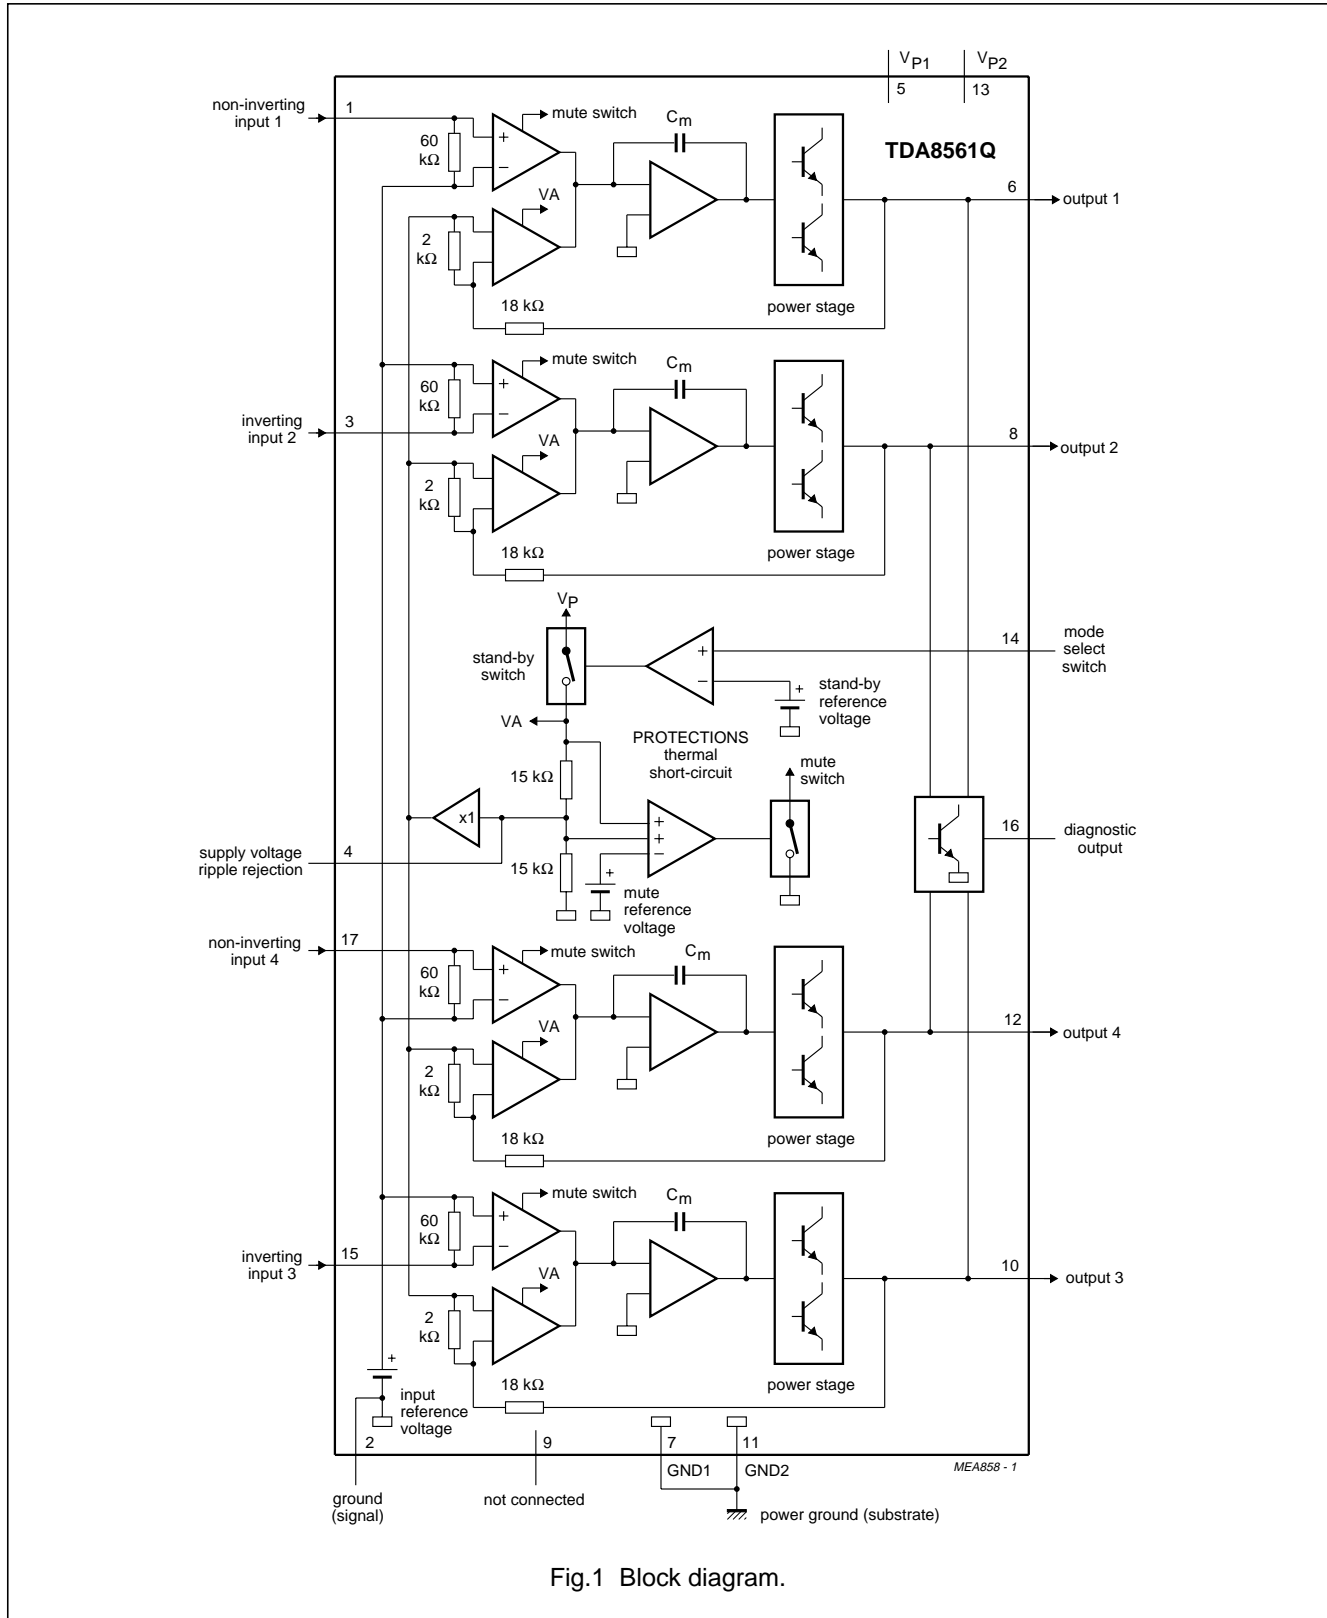 VP1
VP2
5
13
TDA8561Q
non-inverting
input 1
1
mute switch
60
kΩ
+
−
Cm
VA
2
kΩ
18 kΩ
power stage
6
output 1
mute switch
60
kΩ
+
−
Cm
inverting
input 2
3
VA
2
kΩ
18 kΩ
power stage
8
output 2
VP
stand-by
switch
+
−
14
mode
select
switch
+
stand-by
reference
voltage
VA
PROTECTIONS
thermal
short-circuit
15 kΩ
mute
switch
x1
+
+
−
16
diagnostic
output
supply voltage
ripple rejection
4
15 kΩ
+
mute
reference
voltage
non-inverting
input 4
17
mute switch
60
kΩ
+
−
Cm
VA
2
kΩ
18 kΩ
power stage
12
output 4
mute switch
60
kΩ
+
−
Cm
inverting
input 3
15
VA
2
kΩ
18 kΩ
power stage
10
output 3
+
input
reference
voltage
2
9
7
11
GND1
GND2
MEA858 - 1
ground
(signal)
not connected
power ground (substrate)
Fig.1 Block diagram.